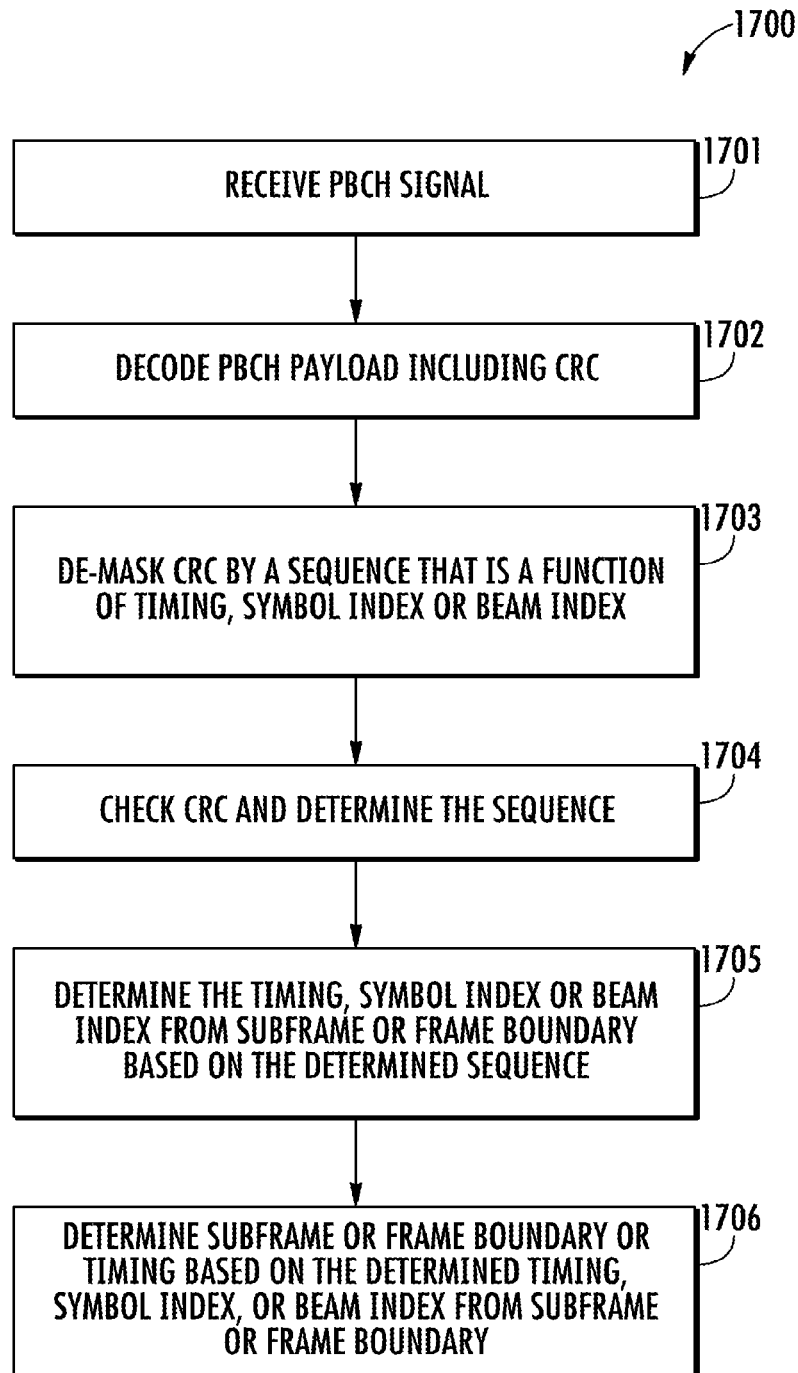 1700
1701
RECEIVE PBCH SIGNAL
1702
DECODE PBCH PAYLOAD INCLUDING CRC
1703
DE-MASK CRC BY A SEQUENCE THAT IS A FUNCTION
OF TIMING, SYMBOL INDEX OR BEAM INDEX
1704
CHECK CRC AND DETERMINE THE SEQUENCE
1705
DETERMINE THE TIMING, SYMBOL INDEX OR BEAM
INDEX FROM SUBFRAME OR FRAME BOUNDARY
BASED ON THE DETERMINED SEQUENCE
1706
DETERMINE SUBFRAME OR FRAME BOUNDARY OR
TIMING BASED ON THE DETERMINED TIMING,
SYMBOL INDEX, OR BEAM INDEX FROM SUBFRAME
OR FRAME BOUNDARY